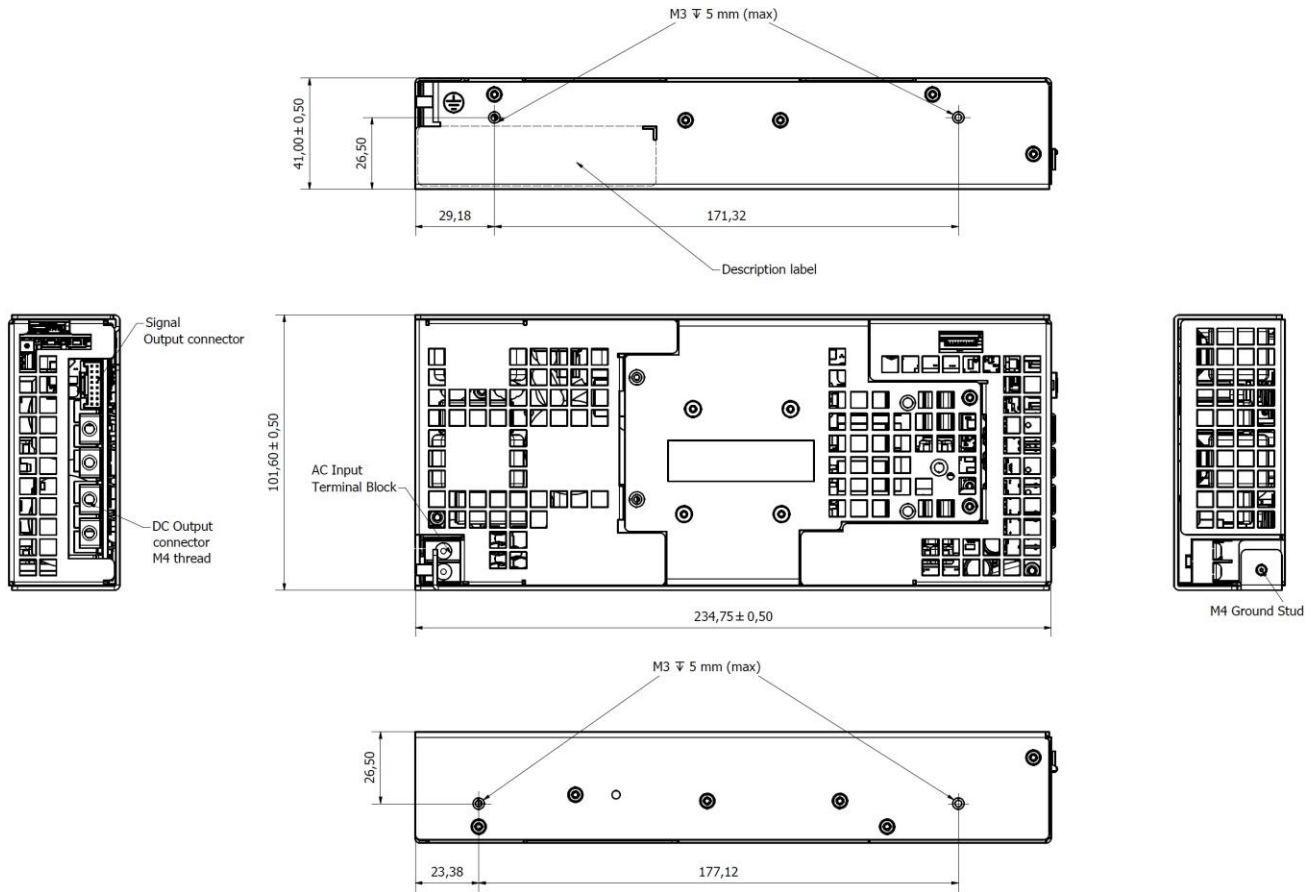 M3 ↧ 5 mm (max)
41,00 ± 0,50
26,50
29,18
171,32
Description label
Signal
Output connector
DC Output
connector
M4 thread
101,60 ± 0,50
AC Input
Terminal Block
234,75 ± 0,50
M4 Ground Stud
M3 ↧ 5 mm (max)
26,50
23,38
177,12